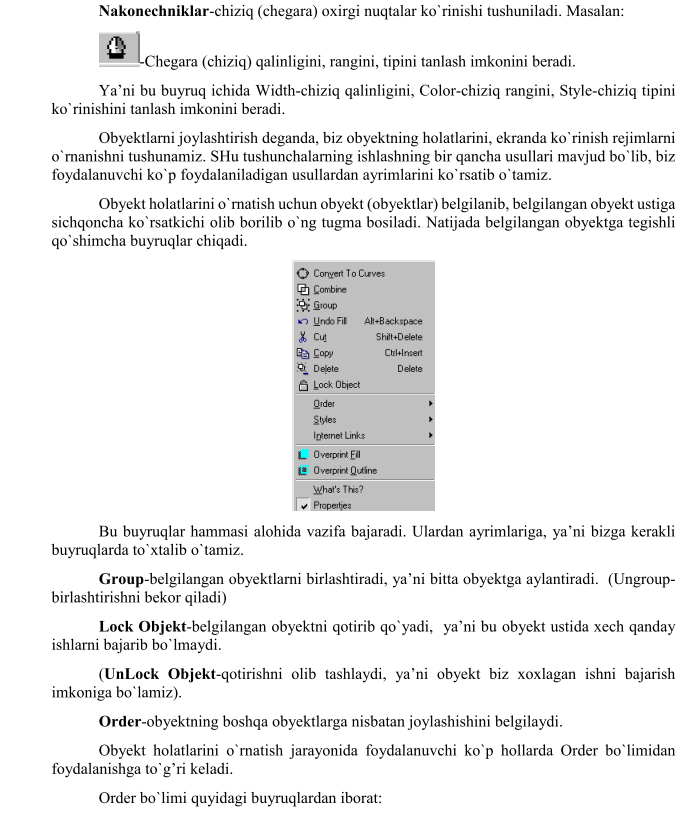 Nakonechniklar-chiziq (chegara) oxirgi nuqtalar ko`rinishi tushuniladi. Masalan:
-Chegara (chiziq) qalinligini, rangini, tipini tanlash imkonini beradi.
Ya’ni bu buyruq ichida Width-chiziq qalinligini, Color-chiziq rangini, Style-chiziq tipini
ko`rinishini tanlash imkonini beradi.
Obyektlarni joylashtirish deganda, biz obyektning holatlarini, ekranda ko`rinish rejimlarni
o`rnanishni tushunamiz. SHu tushunchalarning ishlashning bir qancha usullari mavjud bo`lib, biz
foydalanuvchi ko`p foydalaniladigan usullardan ayrimlarini ko`rsatib o`tamiz.
Obyekt holatlarini o`rnatish uchun obyekt (obyektlar) belgilanib, belgilangan obyekt ustiga
sichqoncha ko`rsatkichi olib borilib o`ng tugma bosiladi. Natijada belgilangan obyektga tegishli
qo`shimcha buyruqlar chiqadi.
Convert To Curves
Combine
Group
Undo Fill Alt+Backspace
Cut Shift+Delete
Copy Ctrl+Insert
Delete Delete
Lock Object
Order
Styles
Internet Links
Overprint Fill
Overprint Outline
What's This?
Properties
Bu buyruqlar hammasi alohida vazifa bajaradi. Ulardan ayrimlariga, ya’ni bizga kerakli
buyruqlarda to`xtalib o`tamiz.
Group-belgilangan obyektlarni birlashtiradi, ya’ni bitta obyektga aylantiradi. (Ungroup-
birlashtirishni bekor qiladi)
Lock Objekt-belgilangan obyektni qotirib qo`yadi, ya’ni bu obyekt ustida xech qanday
ishlarni bajarib bo`lmaydi.
(UnLock Objekt-qotirishni olib tashlaydi, ya’ni obyekt biz xoxlagan ishni bajarish
imkoniga bo`lamiz).
Order-obyektning boshqa obyektlarga nisbatan joylashishini belgilaydi.
Obyekt holatlarini o`rnatish jarayonida foydalanuvchi ko`p hollarda Order bo`limidan
foydalanishga to`g’ri keladi.
Order bo`limi quyidagi buyruqlardan iborat: